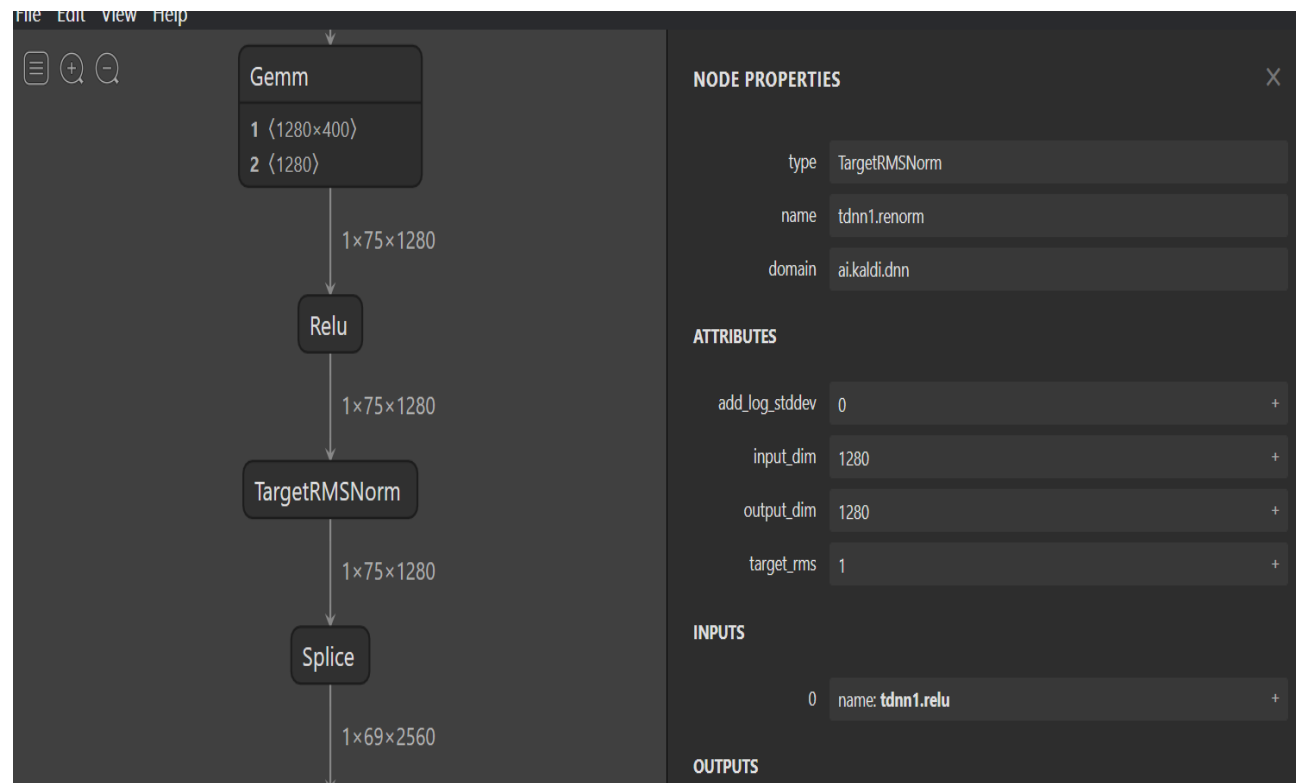 File Edit View Help
Gemm
1 ⟨1280×400⟩
2 ⟨1280⟩
1×75×1280
Relu
1×75×1280
TargetRMSNorm
1×75×1280
Splice
1×69×2560
NODE PROPERTIES
X
type TargetRMSNorm
name tdnn1.renorm
domain ai.kaldi.dnn
ATTRIBUTES
add_log_stddev 0 +
input_dim 1280 +
output_dim 1280 +
target_rms 1 +
INPUTS
0 name: tdnn1.relu +
OUTPUTS